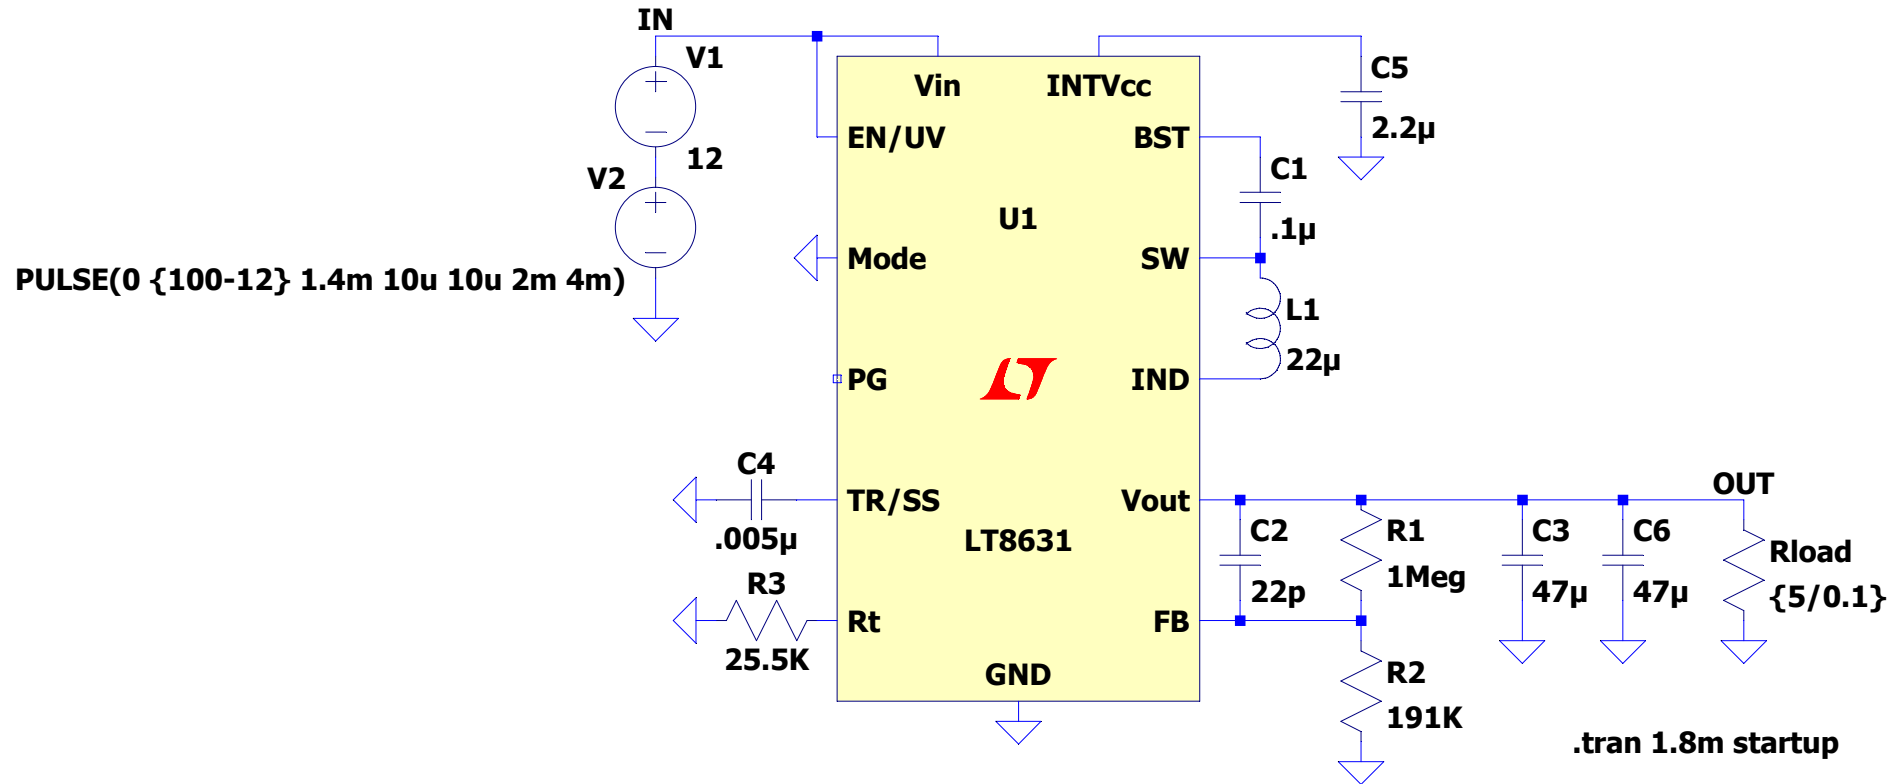 IN
V1
12
V2
PULSE(0 {100-12} 1.4m 10u 10u 2m 4m)
Vin
INTVcc
EN/UV
BST
U1
Mode
SW
PG
IND
TR/SS
Vout
LT8631
Rt
FB
GND
C5
2.2µ
C1
.1µ
L1
22µ
C4
.005µ
R3
25.5K
C2
22p
R1
1Meg
C3
47µ
C6
47µ
OUT
Rload
{5/0.1}
R2
191K
.tran 1.8m startup